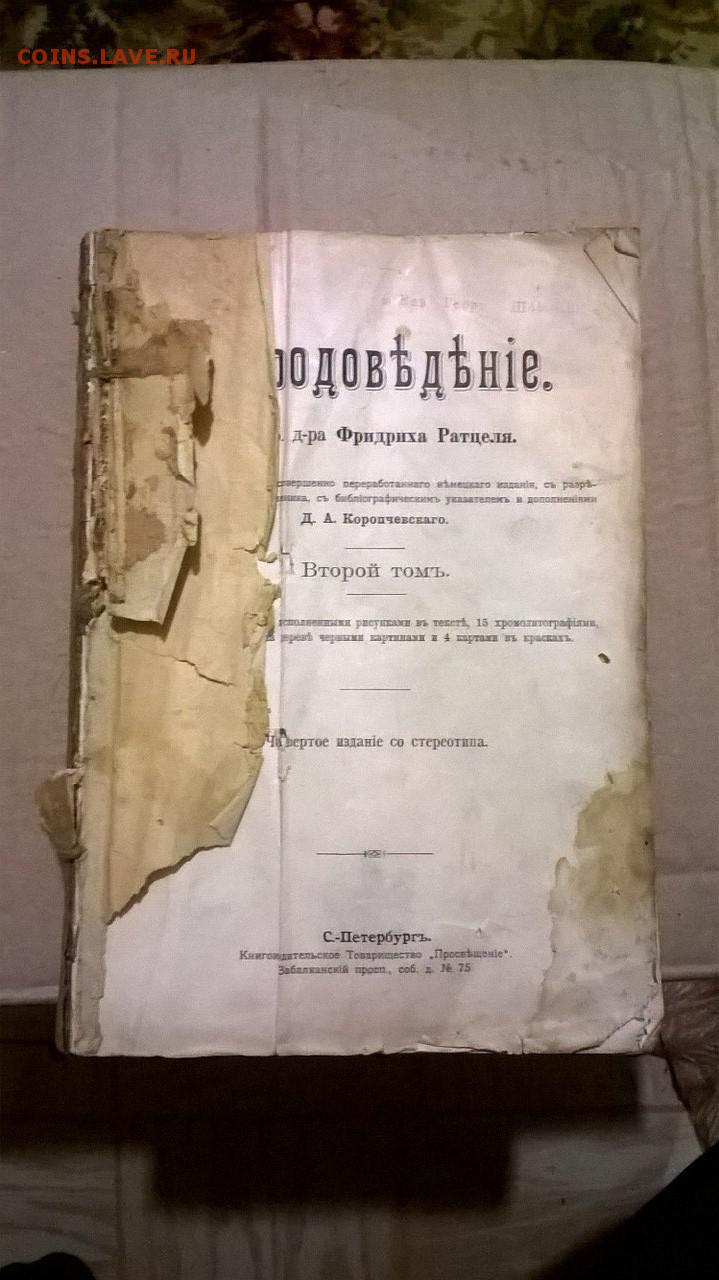 COINS.LAVE.RU
родовѣдѣніе.
д-ра Фридриха Ратцеля.
переработаннаго нѣмецкаго изданія, съ разрѣ-
съ библіографическимъ указателемъ и дополненіями
Д. А. Коропчевскаго.
Второй томъ.
исполненными рисунками въ текстѣ, 15 хромолитографіями,
черными картинами и 4 картами въ краскахъ.
Четвертое изданіе со стереотипа.
С.-Петербургъ.
Книгоиздательское Товарищество „Просвѣщеніе“.
Забалканскій просп., соб. д. № 75